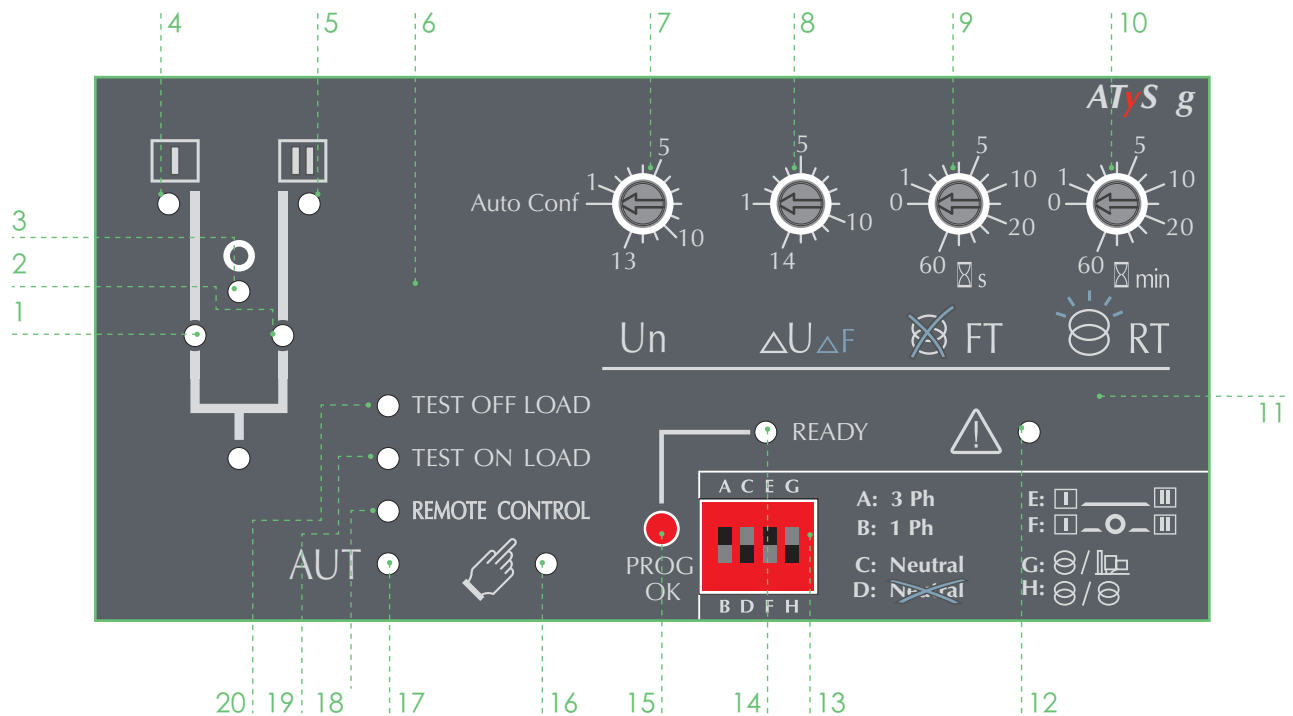 4 5 6 7 8 9 10
ATyS g
I II
5 5 5 5
1 1 1
10 10
Auto Conf 1 0 0
3
10 10 20 20
13 14 60 60
2
s min
1
Un △U △F FT RT
TEST OFF LOAD
11
READY
TEST ON LOAD
A C E G
A: 3 Ph E: I II
REMOTE CONTROL
B: 1 Ph F: I O II
AUT
PROG
OK
C: Neutral G: /
D: Neutral H: /
B D F H
20 19 18 17 16 15 14 13 12